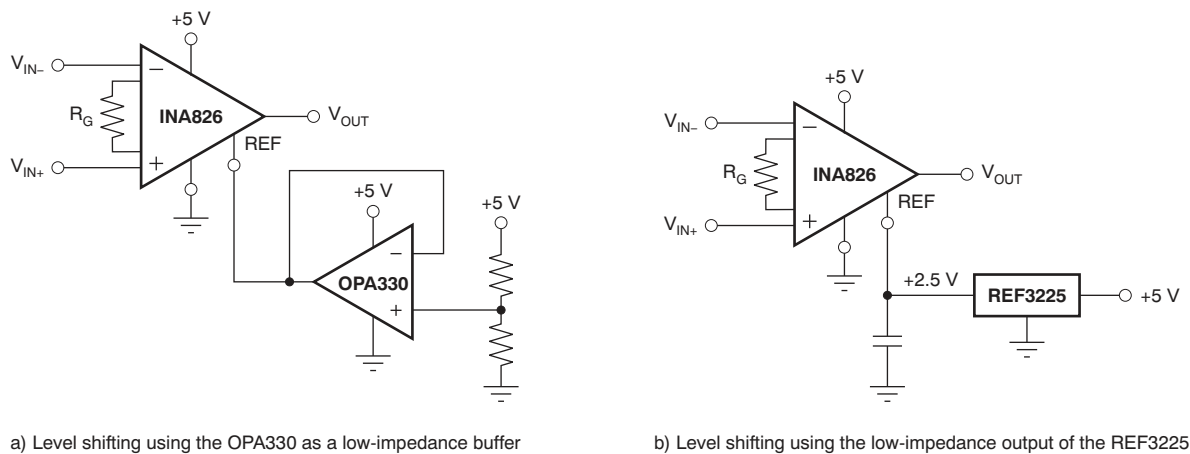 +5 V
V_IN–
−
R_G
INA826
V_OUT
REF
V_IN+
+
+5 V
+5 V
−
OPA330
+
a) Level shifting using the OPA330 as a low-impedance buffer
+5 V
V_IN–
−
R_G
INA826
V_OUT
REF
V_IN+
+
+2.5 V
REF3225
+5 V
b) Level shifting using the low-impedance output of the REF3225